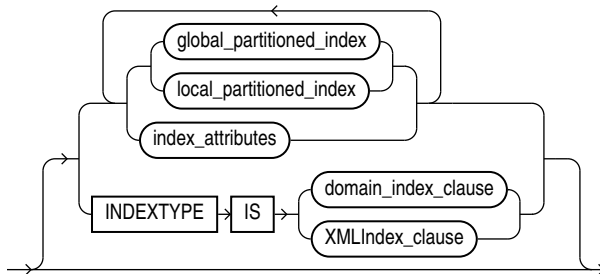 global_partitioned_index
local_partitioned_index
index_attributes
domain_index_clause
INDEXTYPE IS
XMLIndex_clause